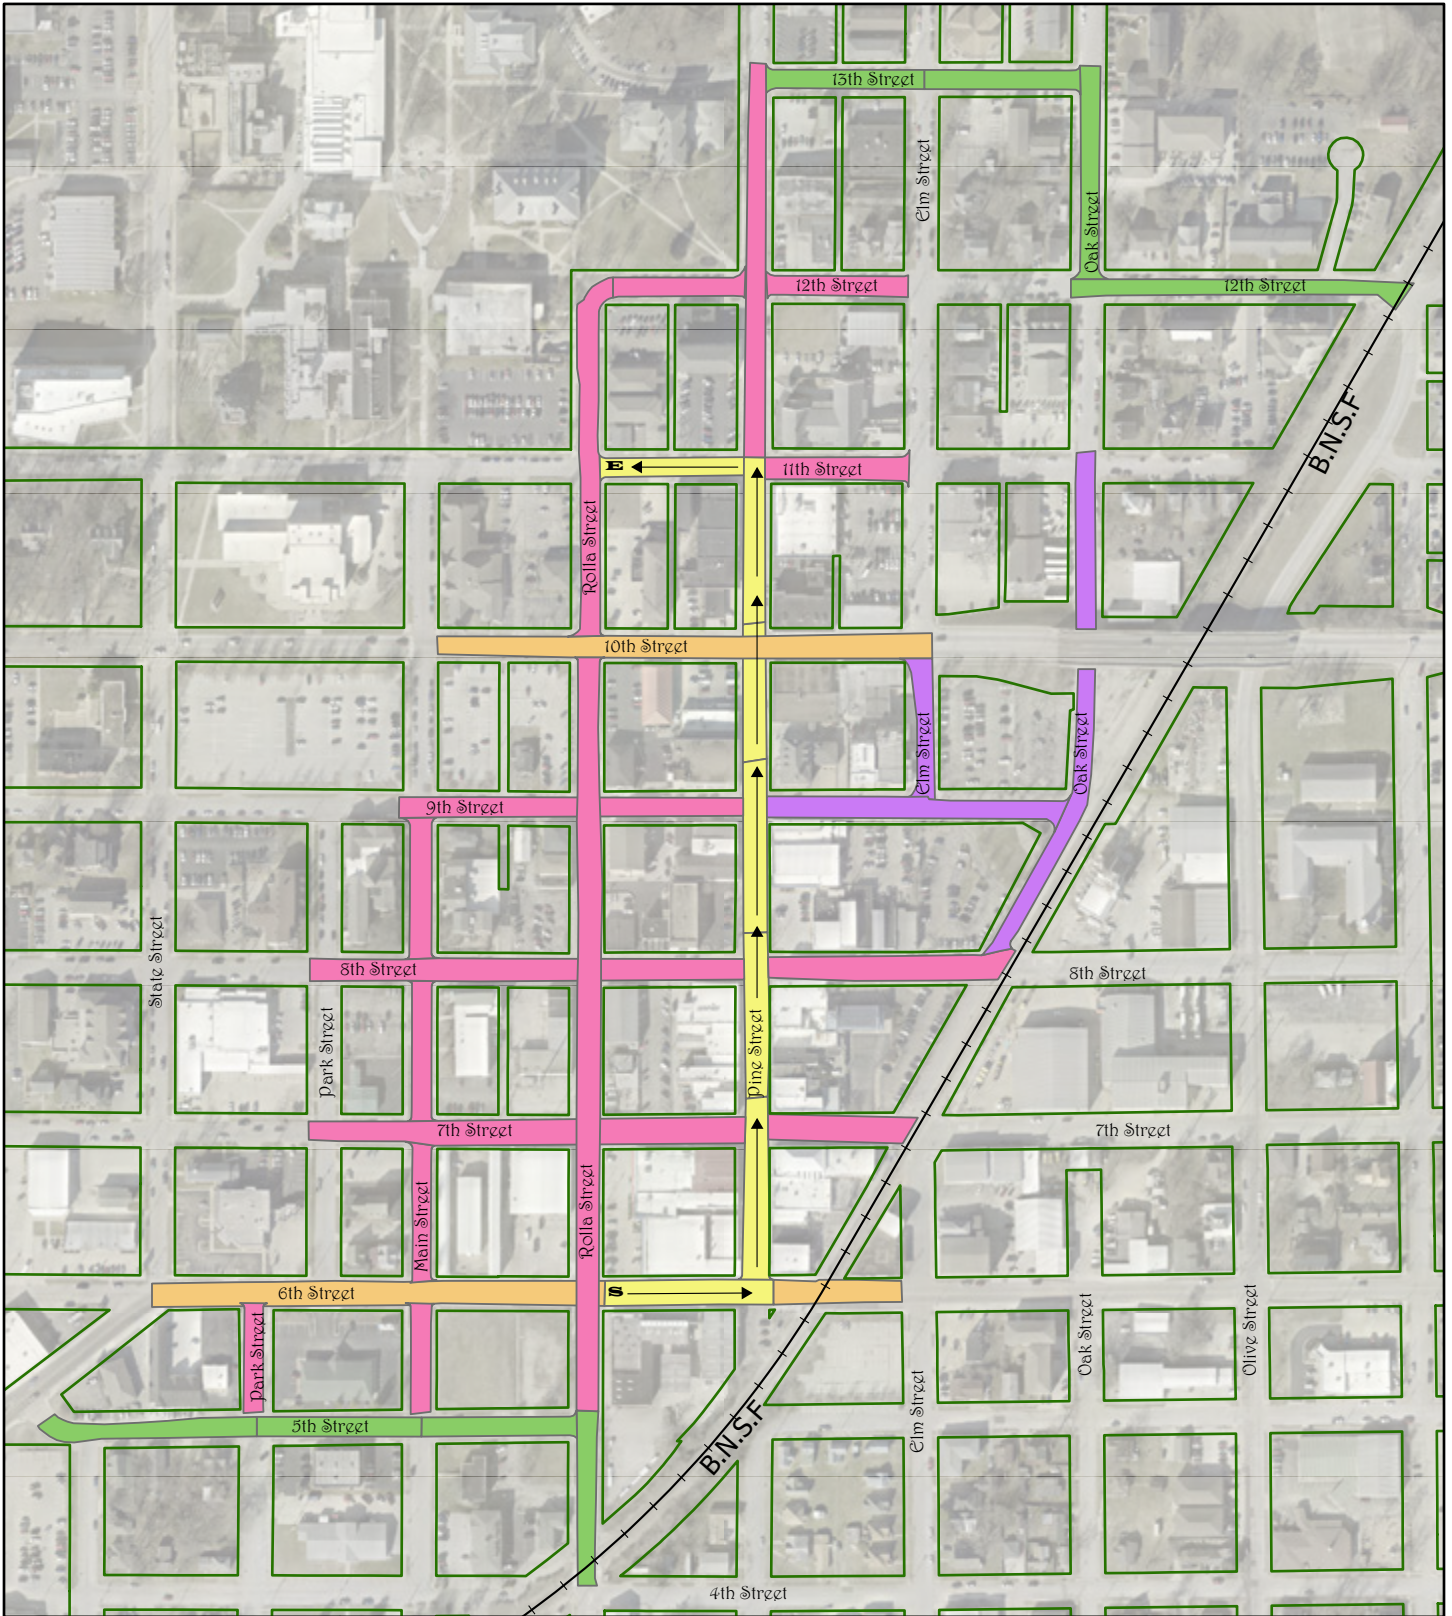 13th Street
Elm Street
Oak Street
12th Street
12th Street
B.N.S.F
E
11th Street
Rolla Street
10th Street
Elm Street
Oak Street
9th Street
State Street
8th Street
8th Street
Park Street
Pine Street
7th Street
7th Street
Main Street
Rolla Street
6th Street
S
Park Street
Oak Street
Olive Street
Elm Street
5th Street
B.N.S.F
4th Street